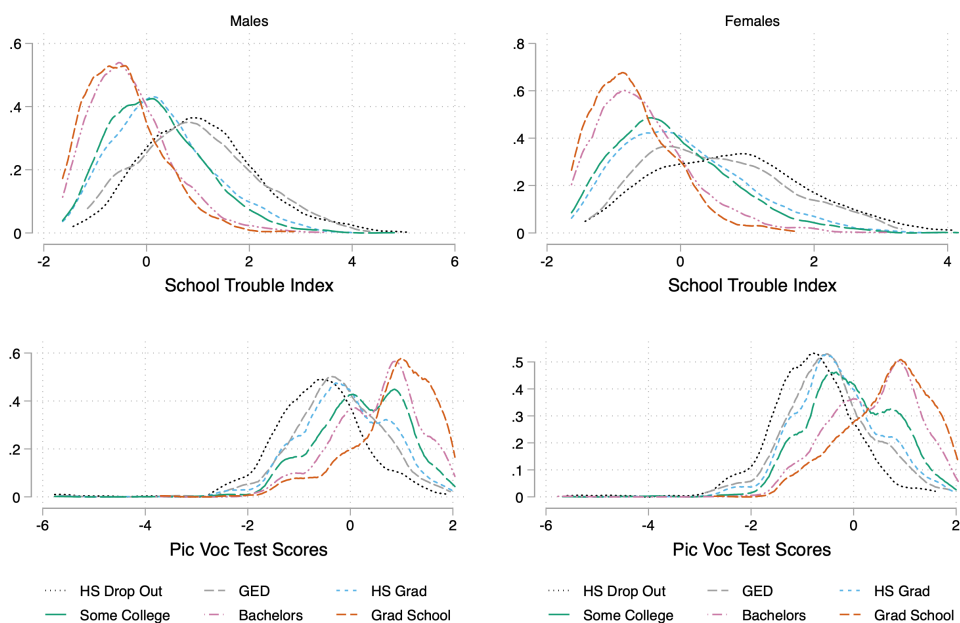 Males
.6
.4
.2
0
-2 0 2 4 6
School Trouble Index
Females
.8
.6
.4
.2
0
-2 0 2 4
School Trouble Index
.6
.4
.2
0
-6 -4 -2 0 2
Pic Voc Test Scores
.5
.4
.3
.2
.1
0
-6 -4 -2 0 2
Pic Voc Test Scores
HS Drop Out GED HS Grad
Some College Bachelors Grad School
HS Drop Out GED HS Grad
Some College Bachelors Grad School